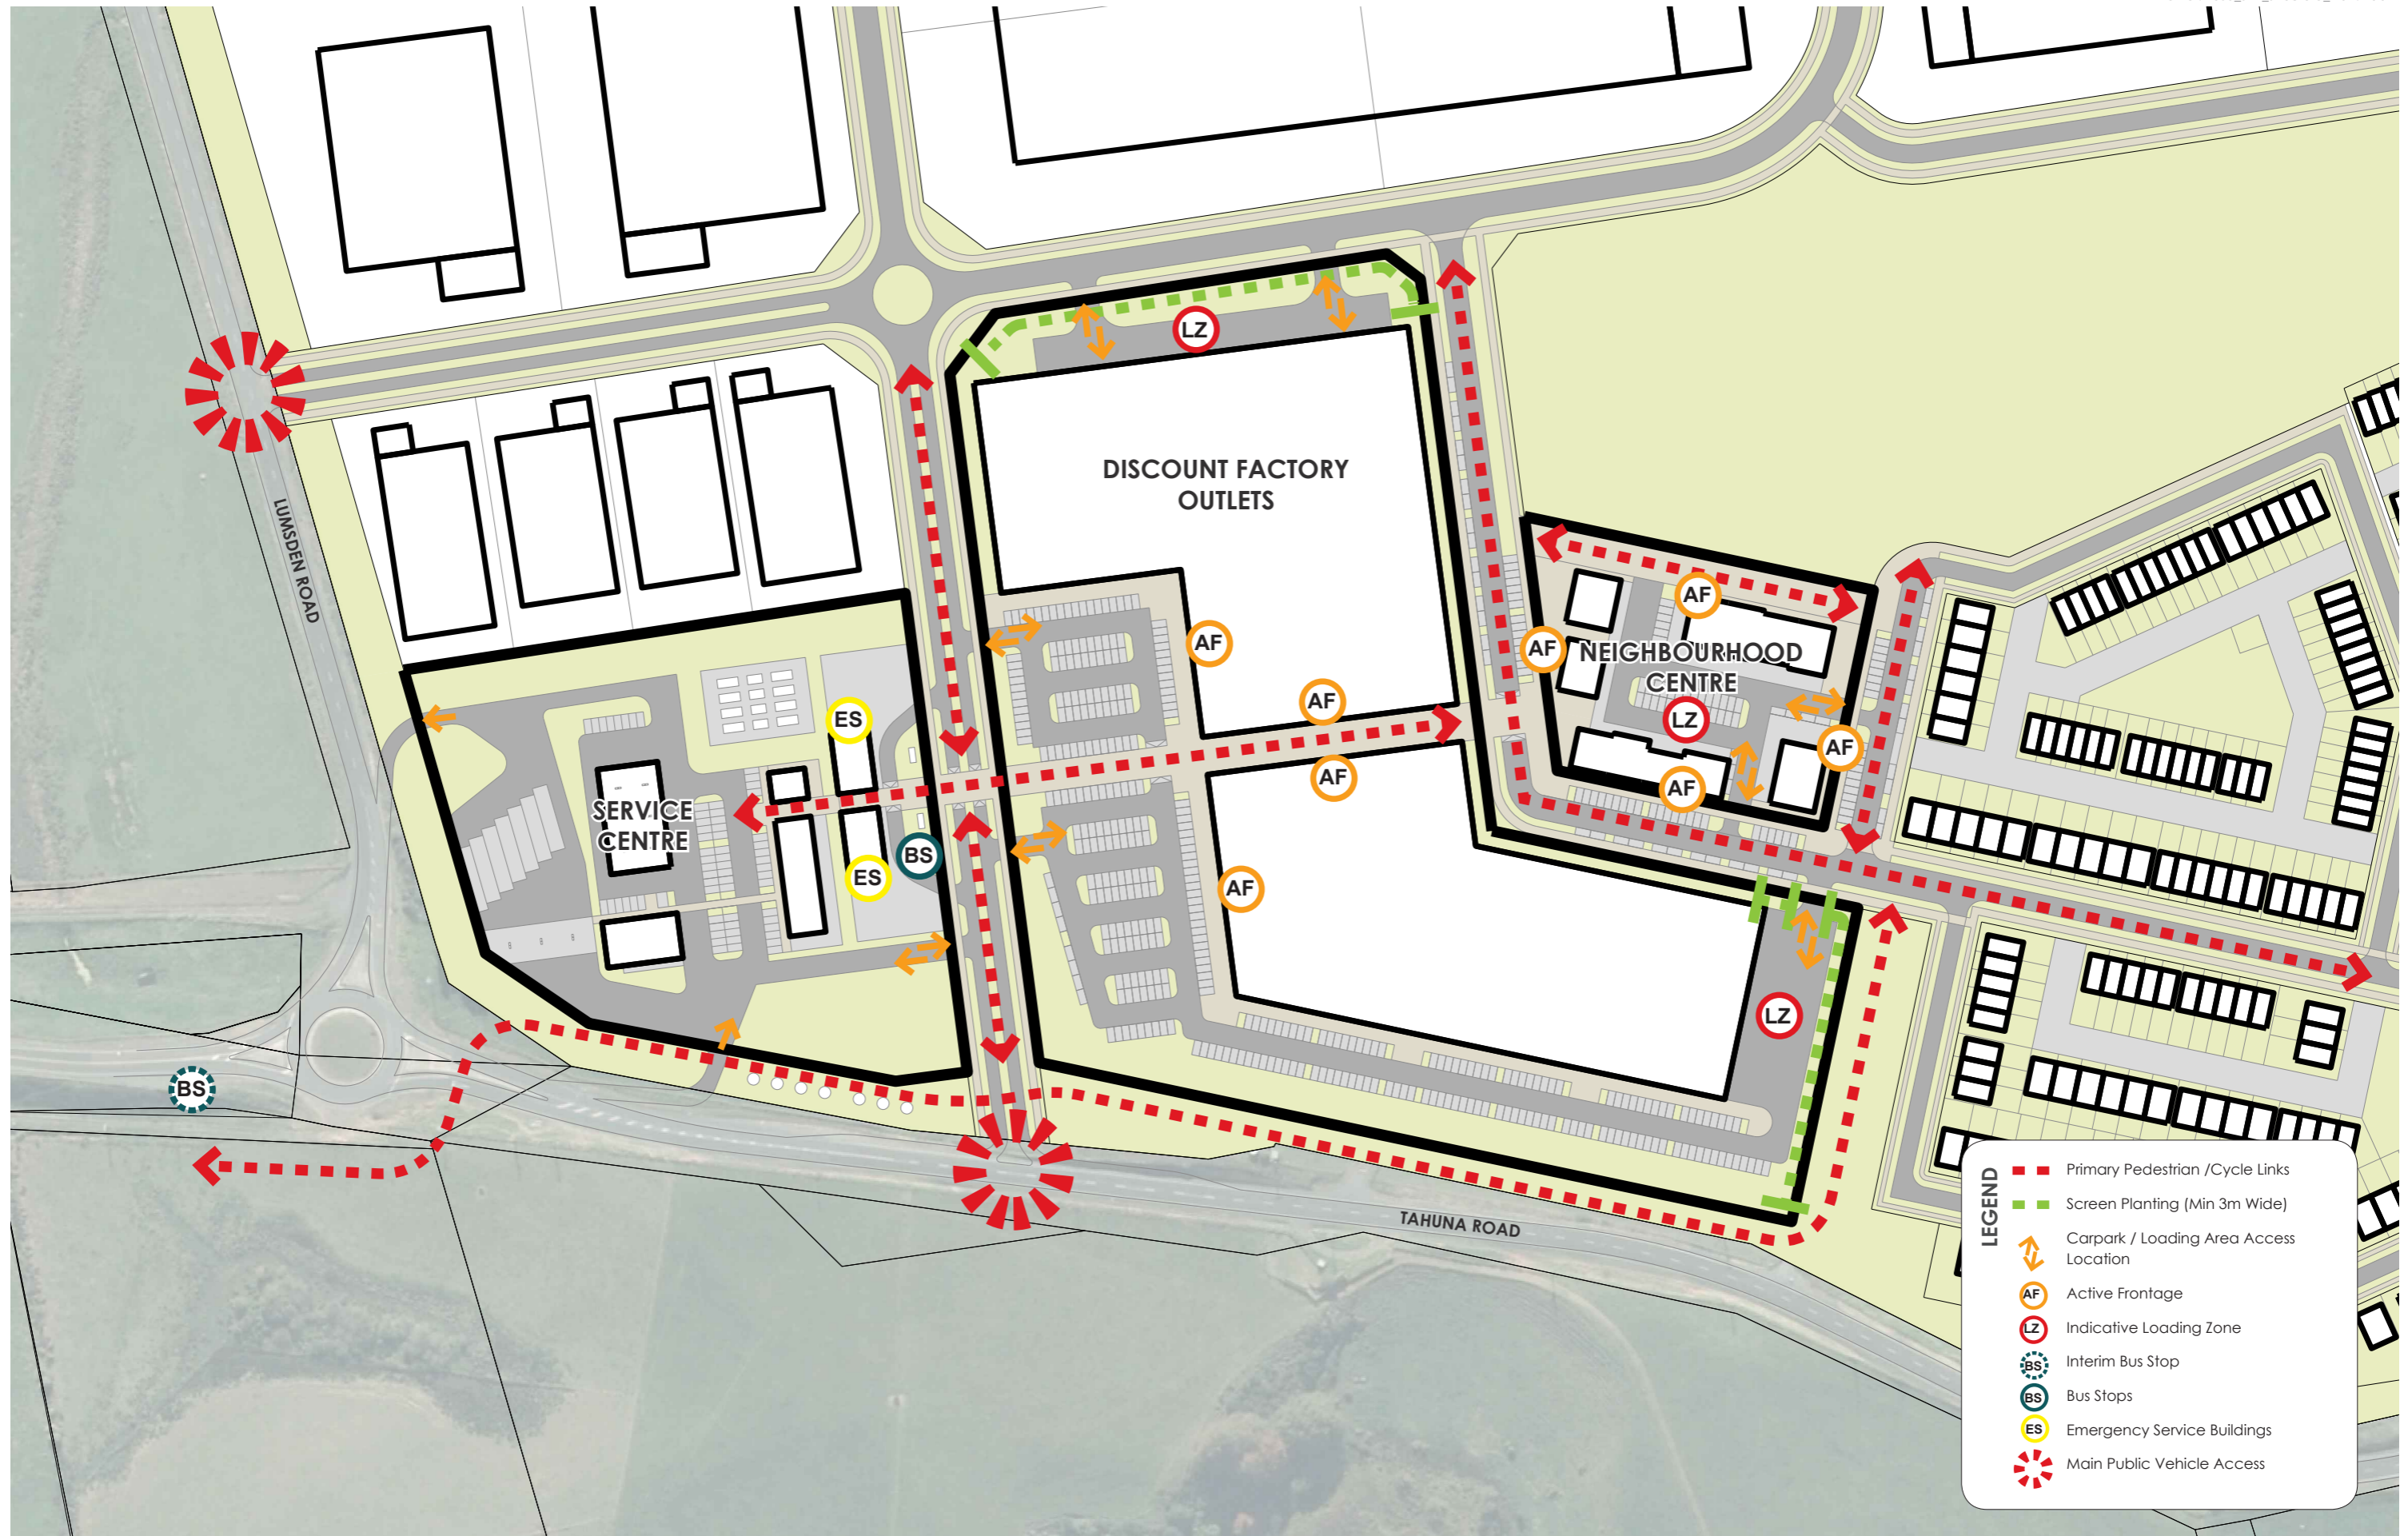 DISCOUNT FACTORY
OUTLETS
LZ
LUMSDEN ROAD
AF
AF
AF
AF
AF
AF
NEIGHBOURHOOD
CENTRE
LZ
AF
AF
ES
SERVICE
CENTRE
ES
BS
AF
LZ
BS
TAHUNA ROAD
LEGEND
Primary Pedestrian /Cycle Links
Screen Planting (Min 3m Wide)
Carpark / Loading Area Access
Location
AF Active Frontage
LZ Indicative Loading Zone
BS Interim Bus Stop
BS Bus Stops
ES Emergency Service Buildings
Main Public Vehicle Access